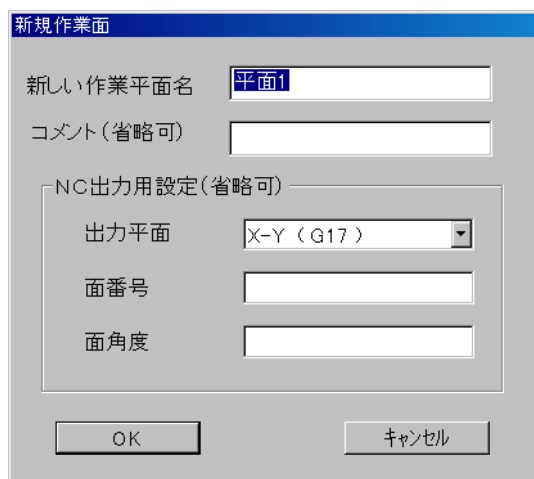 新規作業面
新しい作業平面名 平面1
コメント(省略可)
NC出力用設定(省略可)
出力平面 X-Y (G17)
面番号
面角度
OK キャンセル